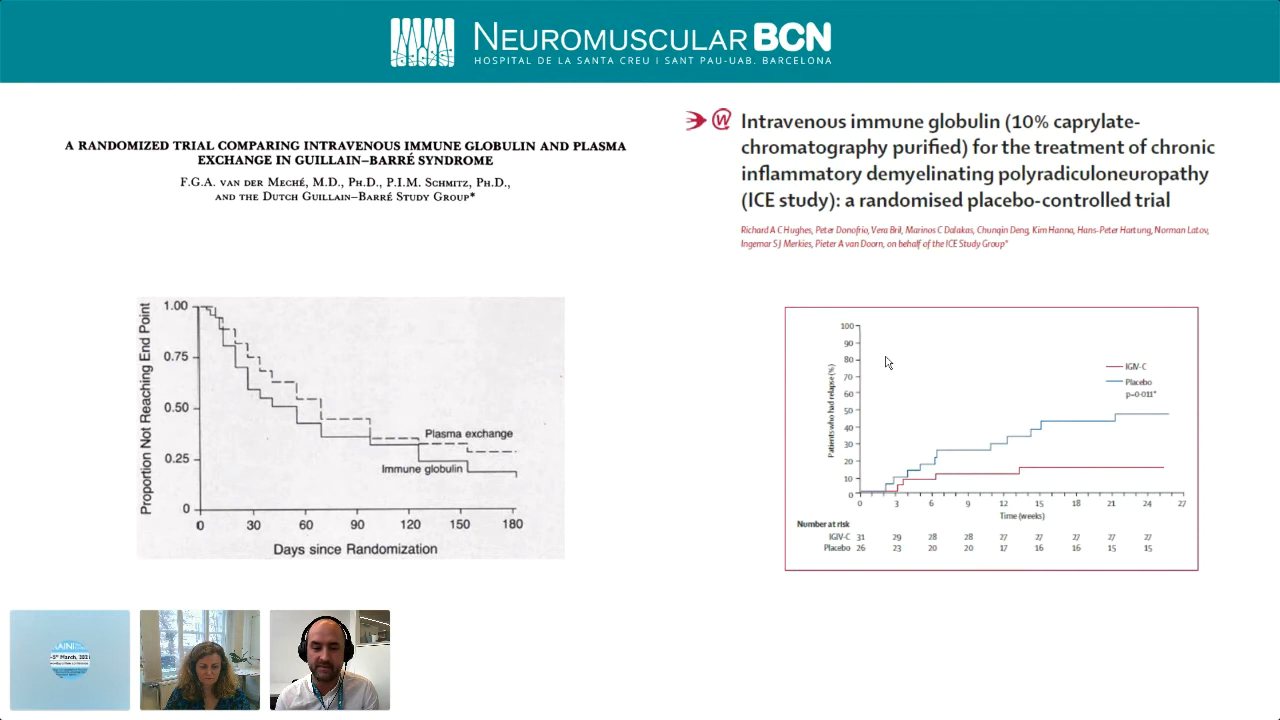 NEUROMUSCULAR BCN
HOSPITAL DE LA SANTA CREU I SANT PAU-UAB. BARCELONA
A RANDOMIZED TRIAL COMPARING INTRAVENOUS IMMUNE GLOBULIN AND PLASMA
EXCHANGE IN GUILLAIN–BARRÉ SYNDROME
F.G.A. VAN DER MECHÉ, M.D., PH.D., P.I.M. SCHMITZ, PH.D.,
AND THE DUTCH GUILLAIN–BARRÉ STUDY GROUP*
Intravenous immune globulin (10% caprylate-
chromatography purified) for the treatment of chronic
inflammatory demyelinating polyradiculoneuropathy
(ICE study): a randomised placebo-controlled trial
Richard A C Hughes, Peter Donofrio, Vera Bril, Marinos C Dalakas, Chunqin Deng, Kim Hanna, Hans-Peter Hartung, Norman Latov,
Ingemar S J Merkies, Pieter A van Doorn, on behalf of the ICE Study Group*
Proportion Not Reaching End Point
1.00
0.75
0.50
0.25
0
Plasma exchange
Immune globulin
0 30 60 90 120 150 180
Days since Randomization
Patients who had relapse (%)
100
90
80
70
60
50
40
30
20
10
0
IGIV-C
Placebo
p=0·011*
0 3 6 9 12 15 18 21 24 27
Time (weeks)
Number at risk
IGIV-C 31 29 28 28 27 27 27 27 27
Placebo 26 23 20 20 17 16 16 15 15